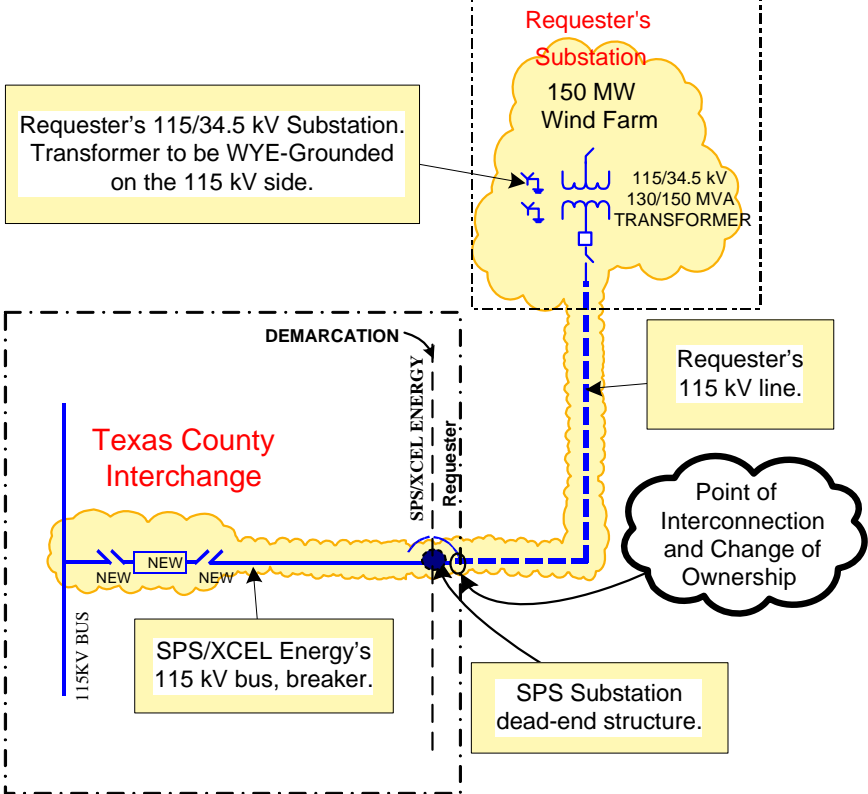 Requester's
Substation
150 MW
Wind Farm
Requester's 115/34.5 kV Substation.
Transformer to be WYE-Grounded
on the 115 kV side.
115/34.5 kV
130/150 MVA
TRANSFORMER
DEMARCATION
SPS/XCEL ENERGY
Requester
Requester's
115 kV line.
Texas County
Interchange
Point of
Interconnection
and Change of
Ownership
NEW
NEW
NEW
115KV BUS
SPS/XCEL Energy's
115 kV bus, breaker.
SPS Substation
dead-end structure.